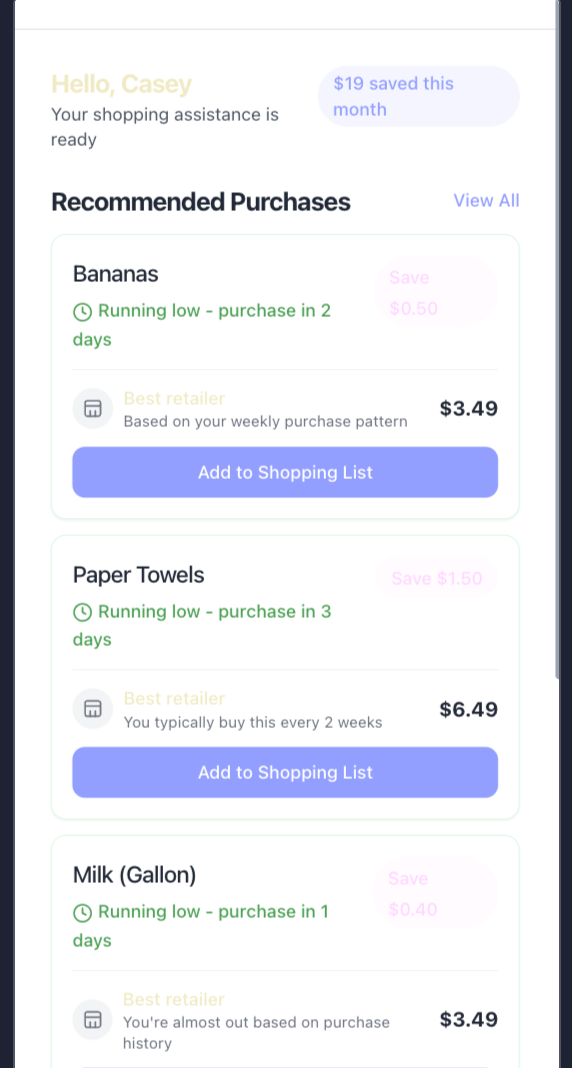 Hello, Casey
Your shopping assistance is
ready
$19 saved this
month
Recommended Purchases
View All
Bananas
Save
$0.50
Running low - purchase in 2
days
Best retailer
Based on your weekly purchase pattern
$3.49
Add to Shopping List
Paper Towels
Save $1.50
Running low - purchase in 3
days
Best retailer
You typically buy this every 2 weeks
$6.49
Add to Shopping List
Milk (Gallon)
Save
$0.40
Running low - purchase in 1
days
Best retailer
You're almost out based on purchase
history
$3.49